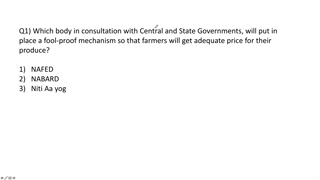 Q1) Which body in consultation with Central and State Governments, will put in
place a fool-proof mechanism so that farmers will get adequate price for their
produce?
1) NAFED
2) NABARD
3) Niti Aa yog